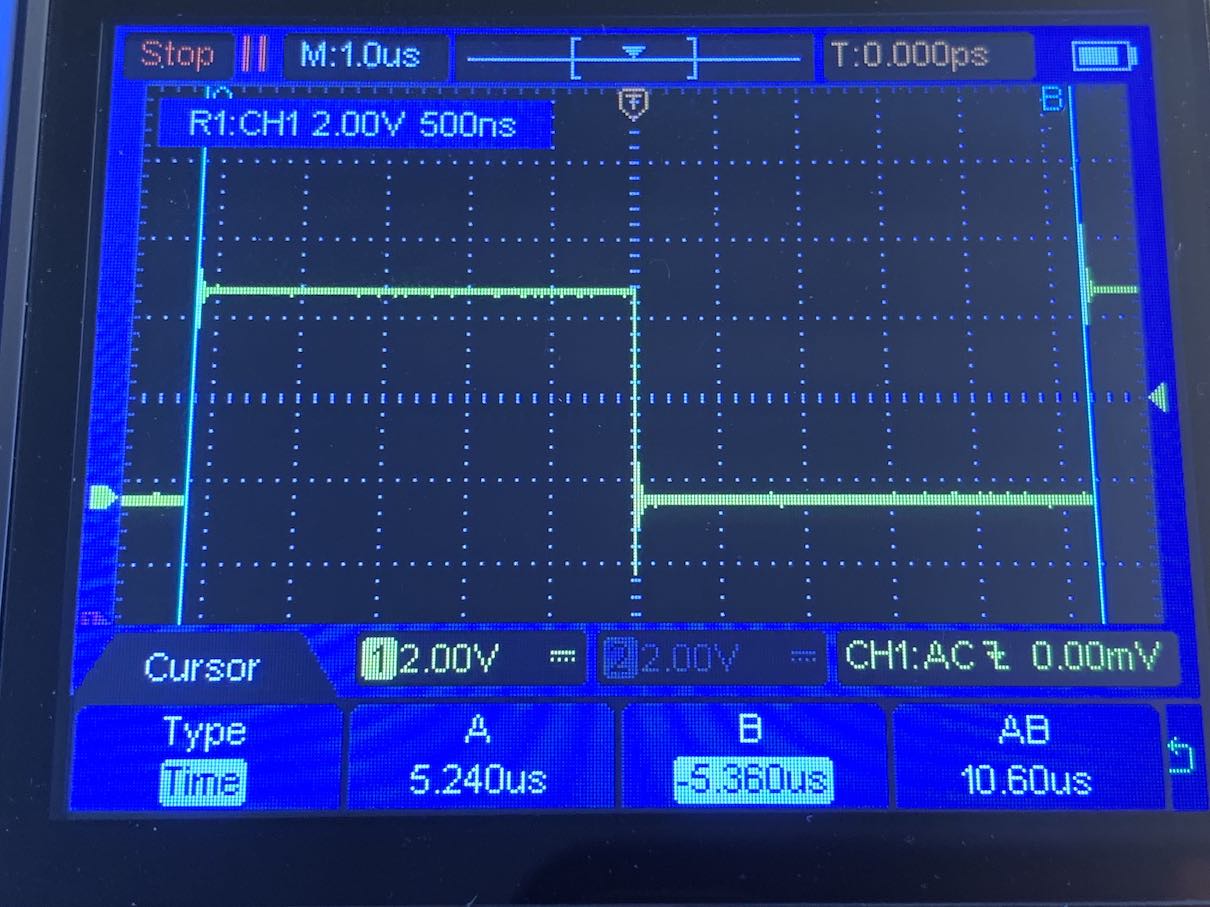 Stop M:1.0us T:0.000ps
B
R1:CH1 2.00V 500ns
Cursor 1 2.00V 2 2.00V CH1:AC 0.00mV
Type A B AB
Time 5.240us -5.360us 10.60us